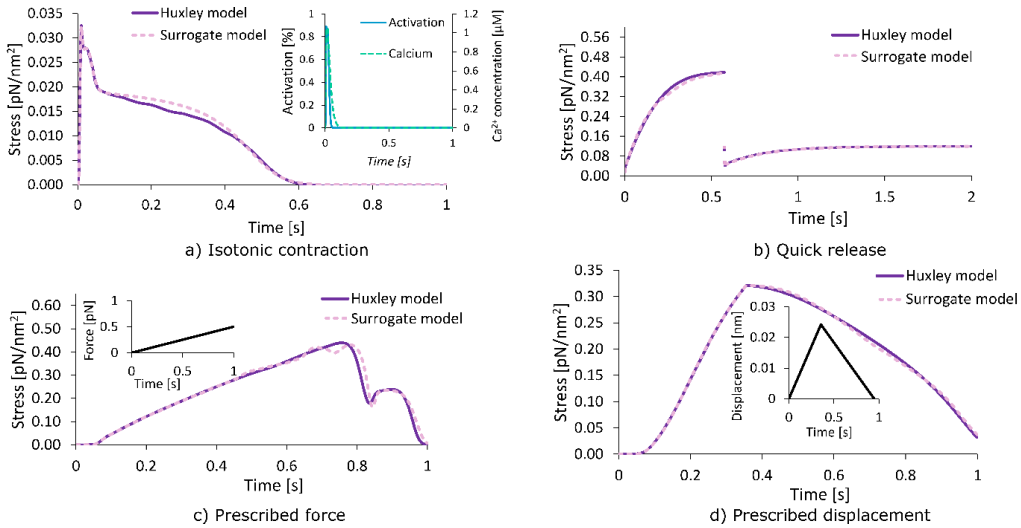 Huxley model
Surrogate model
Stress [pN/nm²]
0.035
0.030
0.025
0.020
0.015
0.010
0.005
0.000
0 0.2 0.4 0.6 0.8 1
Time [s]
Activation [%]
1
0.8
0.6
0.4
0.2
0
Activation
Calcium
1.2
1
0.8
0.6
0.4
0.2
0
Ca²⁺ concentration [µM]
0 0.5 1
Time [s]
a) Isotonic contraction
Huxley model
Surrogate model
Stress [pN/nm²]
0.56
0.48
0.40
0.32
0.24
0.16
0.08
0.00
0 0.5 1 1.5 2
Time [s]
b) Quick release
Huxley model
Surrogate model
Stress [pN/nm²]
0.60
0.50
0.40
0.30
0.20
0.10
0.00
0 0.2 0.4 0.6 0.8 1
Time [s]
Force [pN]
1
0.5
0
0 0.5 1
Time [s]
c) Prescribed force
Huxley model
Surrogate model
Stress [pN/nm²]
0.35
0.30
0.25
0.20
0.15
0.10
0.05
0.00
0 0.2 0.4 0.6 0.8 1
Time [s]
Displacement [nm]
0.03
0.02
0.01
0
0 0.5 1
Time [s]
d) Prescribed displacement